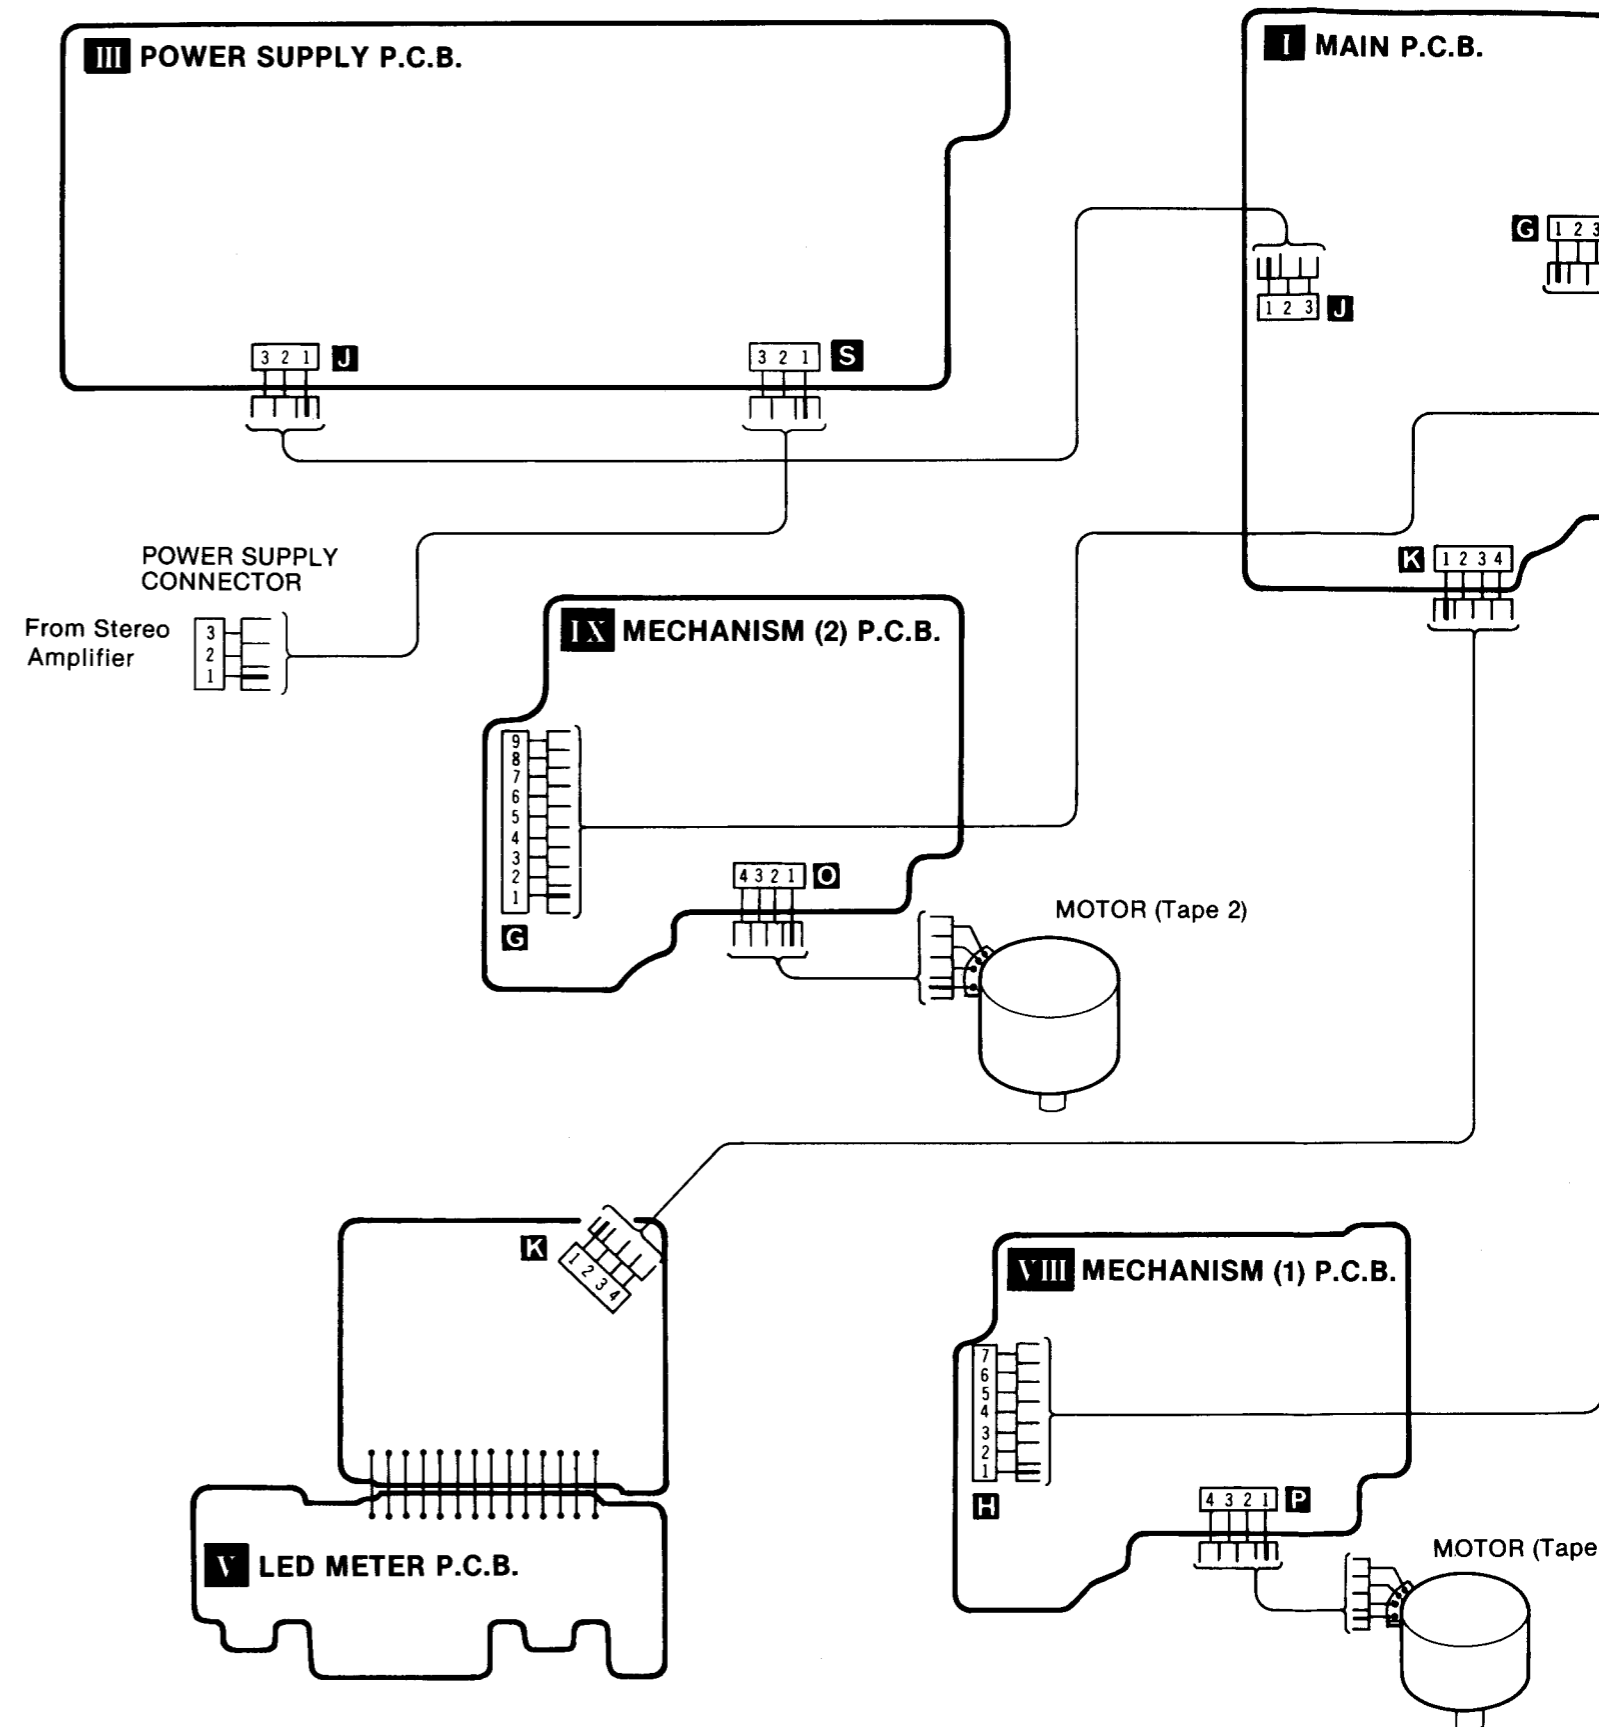 III POWER SUPPLY P.C.B.
I MAIN P.C.B.
G 1 2 3
1 2 3 J
3 2 1 J
3 2 1 S
POWER SUPPLY
CONNECTOR
From Stereo
Amplifier
3
2
1
K 1 2 3 4
IX MECHANISM (2) P.C.B.
9
8
7
6
5
4
3
2
1
G
4 3 2 1 O
MOTOR (Tape 2)
K
1 2 3 4
VIII MECHANISM (1) P.C.B.
7
6
5
4
3
2
1
H
4 3 2 1 P
MOTOR (Tape
V LED METER P.C.B.